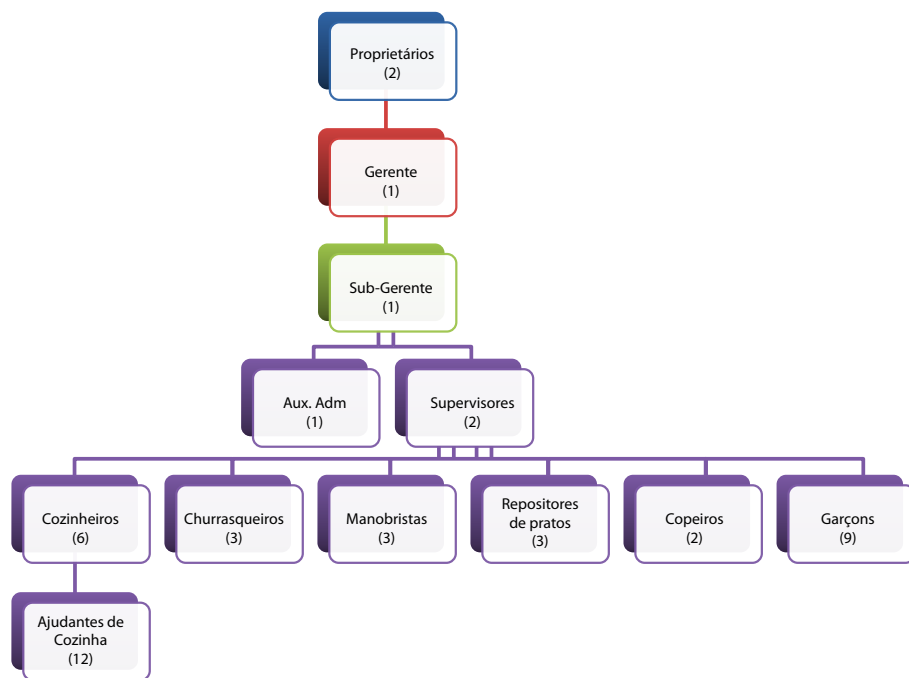 Proprietários
(2)
Gerente
(1)
Sub-Gerente
(1)
Aux. Adm
(1)
Supervisores
(2)
Cozinheiros
(6)
Churrasqueiros
(3)
Manobristas
(3)
Repositores
de pratos
(3)
Copeiros
(2)
Garçons
(9)
Ajudantes de
Cozinha
(12)